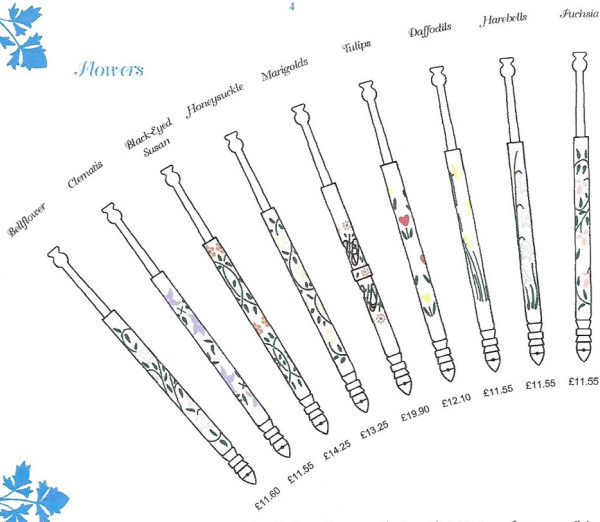 4
Flowers
Bellflower
Clematis
Black-Eyed
Susan
Honeysuckle
Marigolds
Tulips
Daffodils
Harebells
Fuchsia
£11.60
£11.55
£14.25
£13.25
£19.90
£12.10
£11.55
£11.55
£11.55